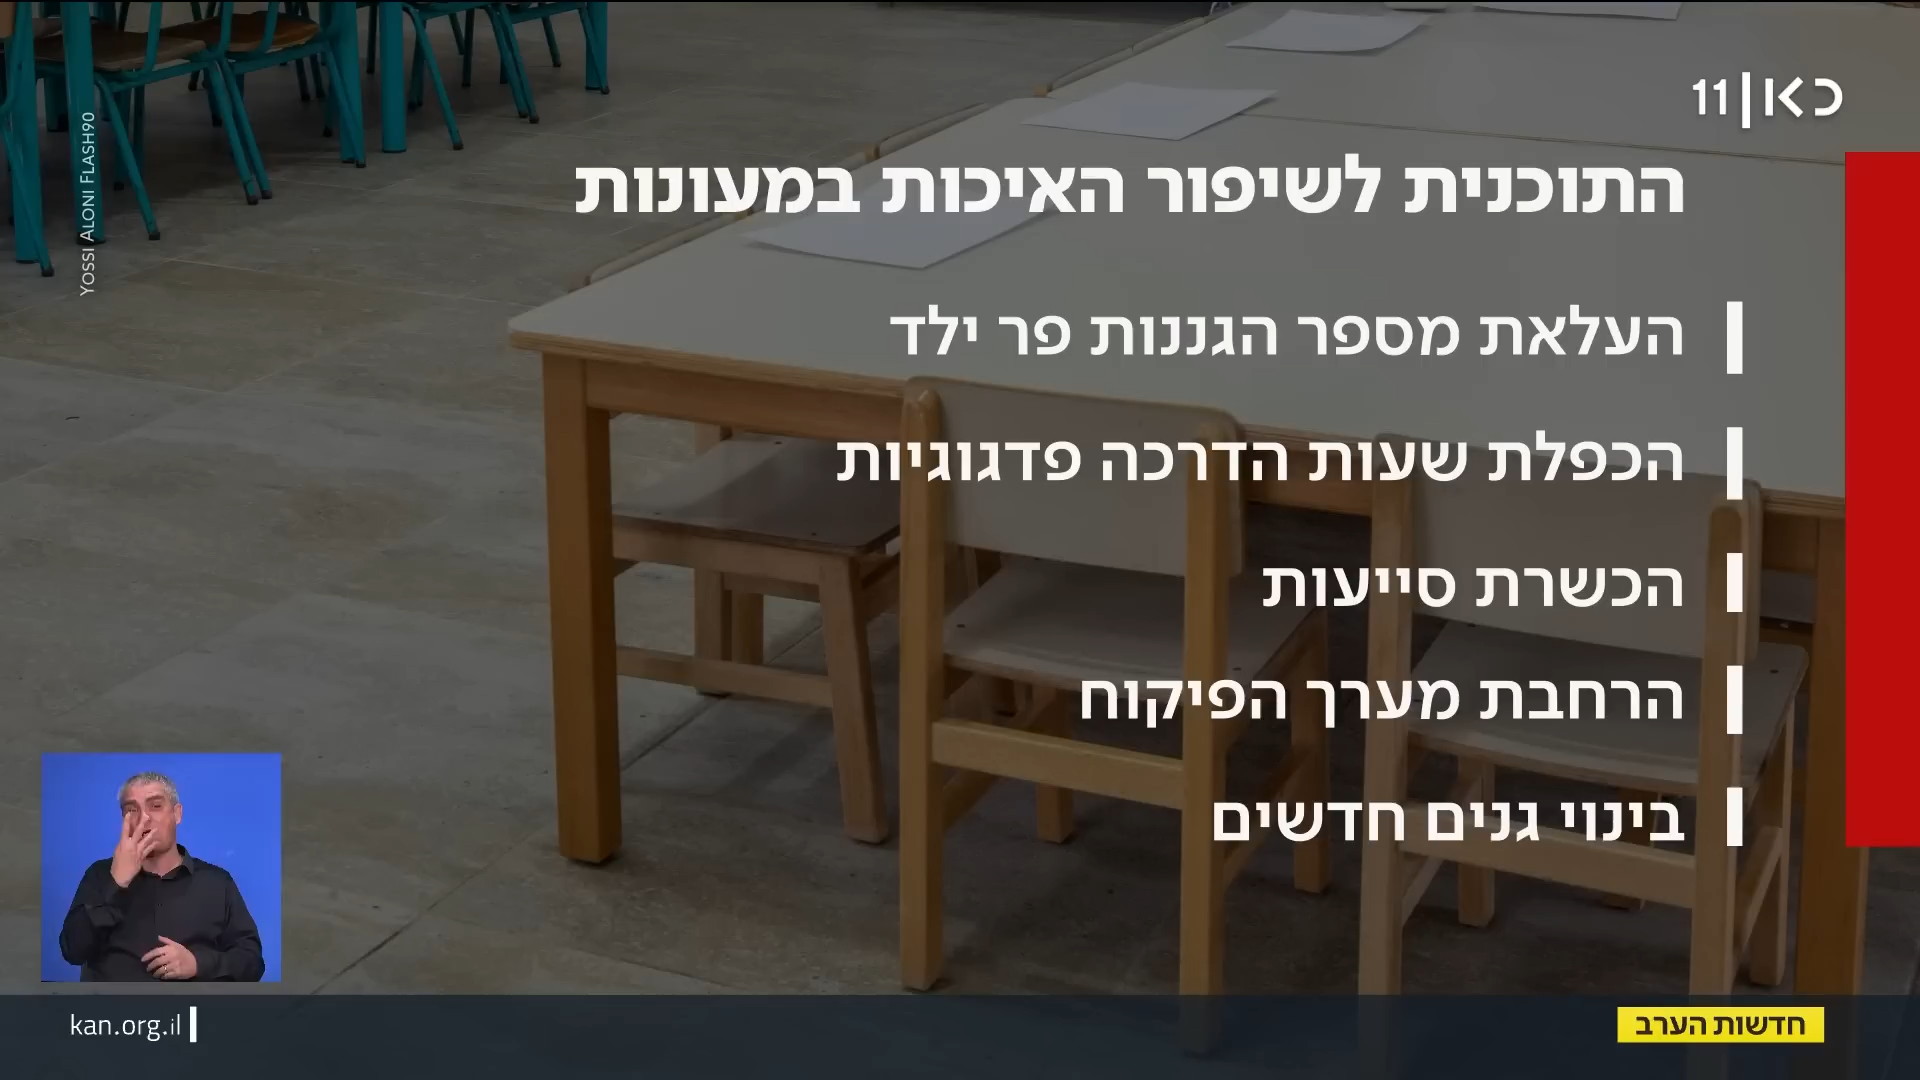 כאן|11
התוכנית לשיפור האיכות במעונות
העלאת מספר הגננות פר ילד
הכפלת שעות הדרכה פדגוגיות
הכשרת סייעות
הרחבת מערך הפיקוח
בינוי גנים חדשים
YOSSI ALONI FLASH90
חדשות הערב
kan.org.il